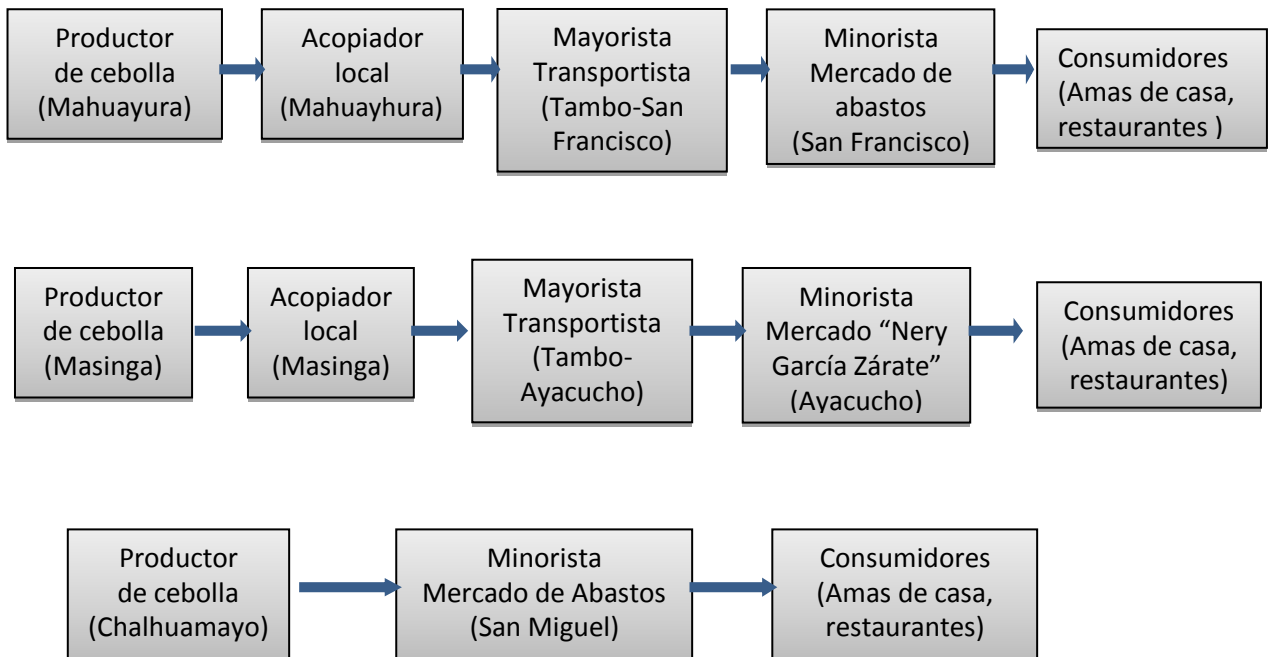 Productor
de cebolla
(Mahuayura)
Acopiador
local
(Mahuayhura)
Mayorista
Transportista
(Tambo-San
Francisco)
Minorista
Mercado de
abastos
(San Francisco)
Consumidores
(Amas de casa,
restaurantes )
Productor
de cebolla
(Masinga)
Acopiador
local
(Masinga)
Mayorista
Transportista
(Tambo-
Ayacucho)
Minorista
Mercado “Nery
García Zárate”
(Ayacucho)
Consumidores
(Amas de casa,
restaurantes)
Productor
de cebolla
(Chalhuamayo)
Minorista
Mercado de Abastos
(San Miguel)
Consumidores
(Amas de casa,
restaurantes)